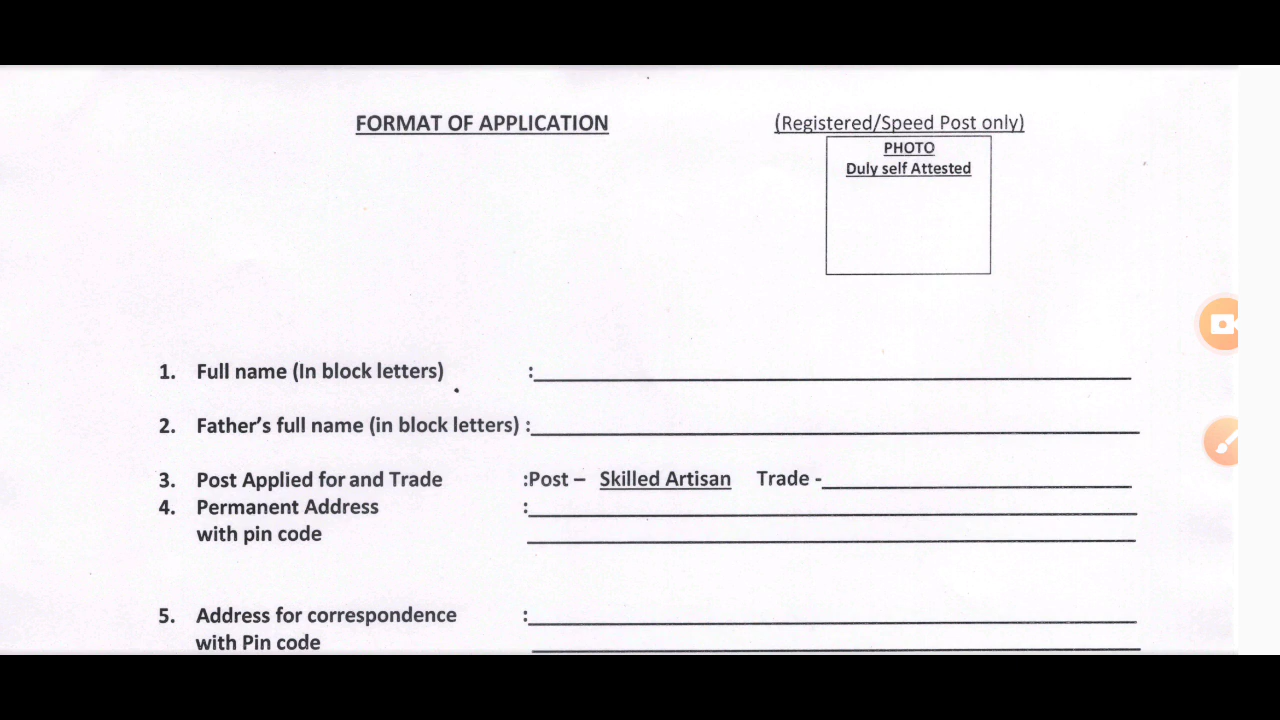 FORMAT OF APPLICATION (Registered/Speed Post only)
PHOTO
Duly self Attested
1. Full name (In block letters) :
2. Father's full name (in block letters) :
3. Post Applied for and Trade :Post – Skilled Artisan Trade -
4. Permanent Address :
with pin code
5. Address for correspondence :
with Pin code